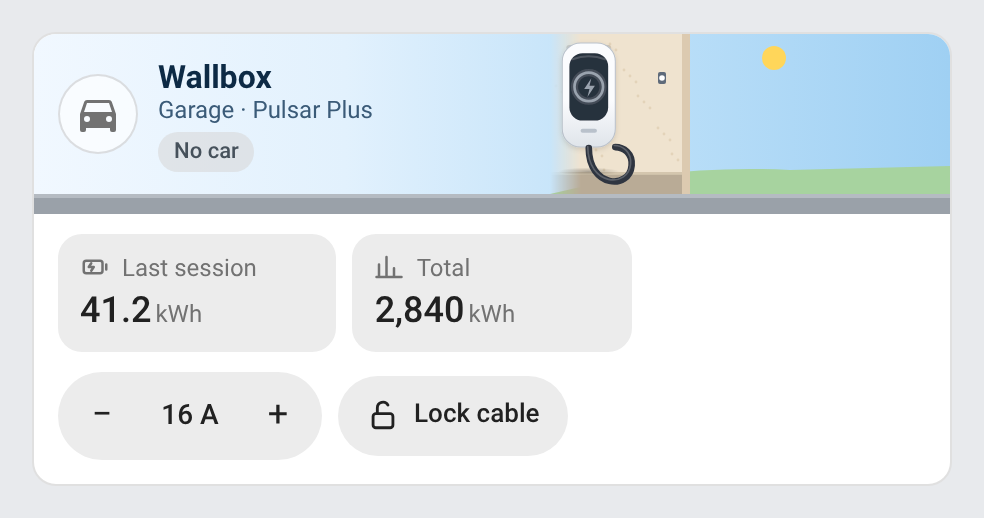 Wallbox
Garage · Pulsar Plus
No car
Last session
41.2 kWh
Total
2,840 kWh
− 16 A +
Lock cable